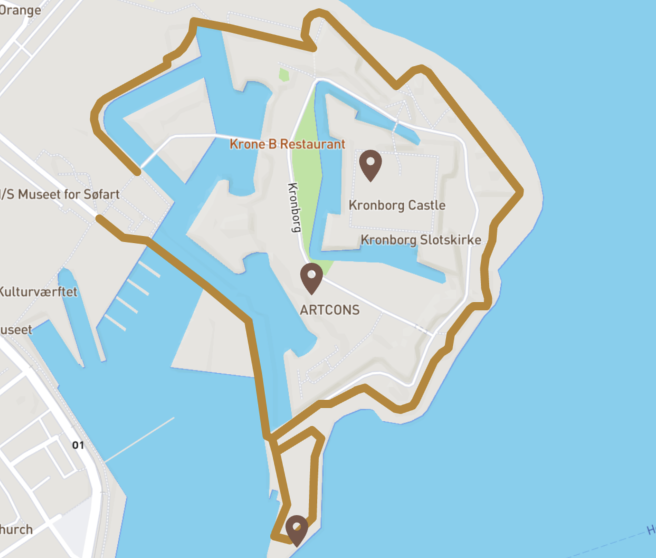 Orange
Krone B Restaurant
I/S Museet for Søfart
Kronborg
Kronborg Castle
Kronborg Slotskirke
Kulturværftet
ARTCONS
useet
01
hurch
H